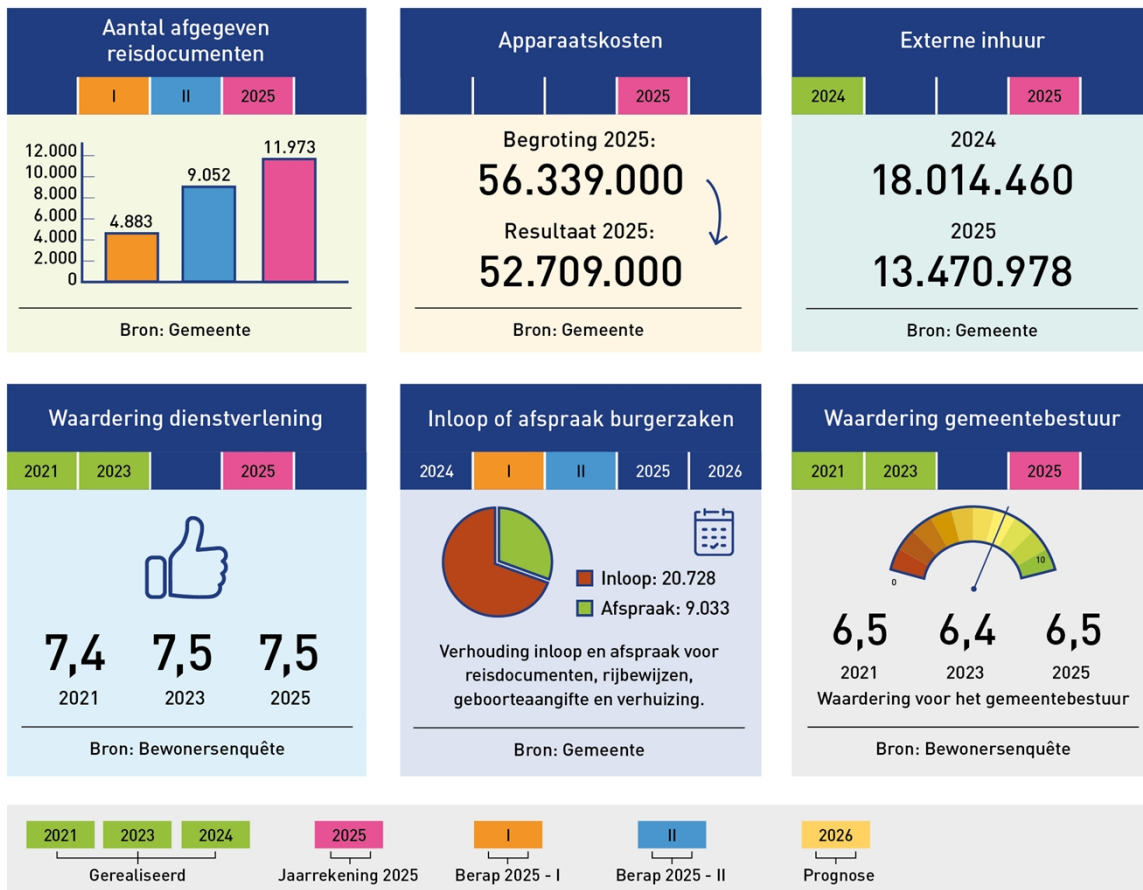 Aantal afgegeven
reisdocumenten
I II 2025
12.000
10.000
8.000
6.000
4.000
2.000
0
4.883
9.052
11.973
Bron: Gemeente
Apparaatskosten
2025
Begroting 2025:
56.339.000
Resultaat 2025:
52.709.000
Bron: Gemeente
Externe inhuur
2024 2025
2024
18.014.460
2025
13.470.978
Bron: Gemeente
Waardering dienstverlening
2021 2023 2025
7,4 7,5 7,5
2021 2023 2025
Bron: Bewonersenquête
Inloop of afspraak burgerzaken
2024 I II 2025 2026
Inloop: 20.728
Afspraak: 9.033
Verhouding inloop en afspraak voor
reisdocumenten, rijbewijzen,
geboorteaangifte en verhuizing.
Bron: Gemeente
Waardering gemeentebestuur
2021 2023 2025
0 10
6,5 6,4 6,5
2021 2023 2025
Waardering voor het gemeentebestuur
Bron: Bewonersenquête
2021 2023 2024 2025 I II 2026
Gerealiseerd Jaarrekening 2025 Berap 2025 - I Berap 2025 - II Prognose